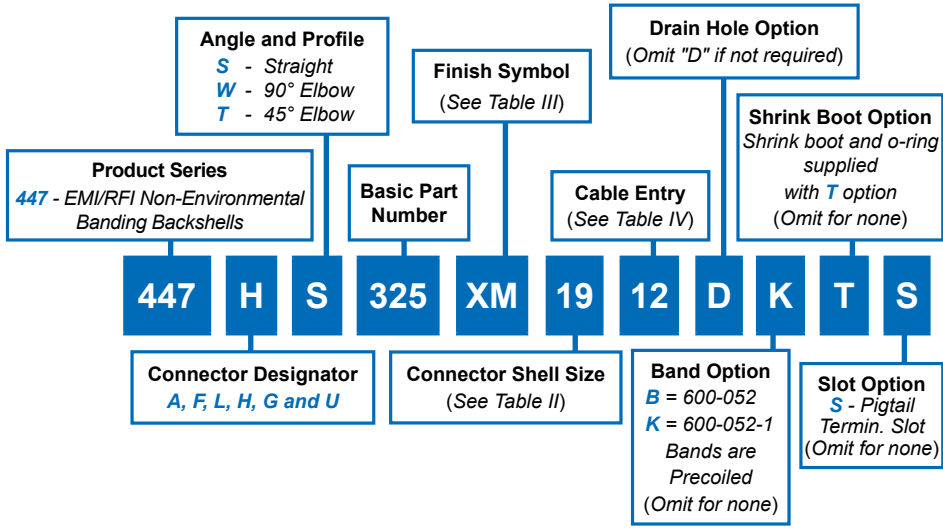 Angle and Profile
S - Straight
W - 90° Elbow
T - 45° Elbow
Finish Symbol
(See Table III)
Drain Hole Option
(Omit "D" if not required)
Product Series
447 - EMI/RFI Non-Environmental
Banding Backshells
Basic Part
Number
Cable Entry
(See Table IV)
Shrink Boot Option
Shrink boot and o-ring
supplied
with T option
(Omit for none)
447 H S 325 XM 19 12 D K T S
Connector Designator
A, F, L, H, G and U
Connector Shell Size
(See Table II)
Band Option
B = 600-052
K = 600-052-1
Bands are
Precoiled
(Omit for none)
Slot Option
S - Pigtail
Termin. Slot
(Omit for none)